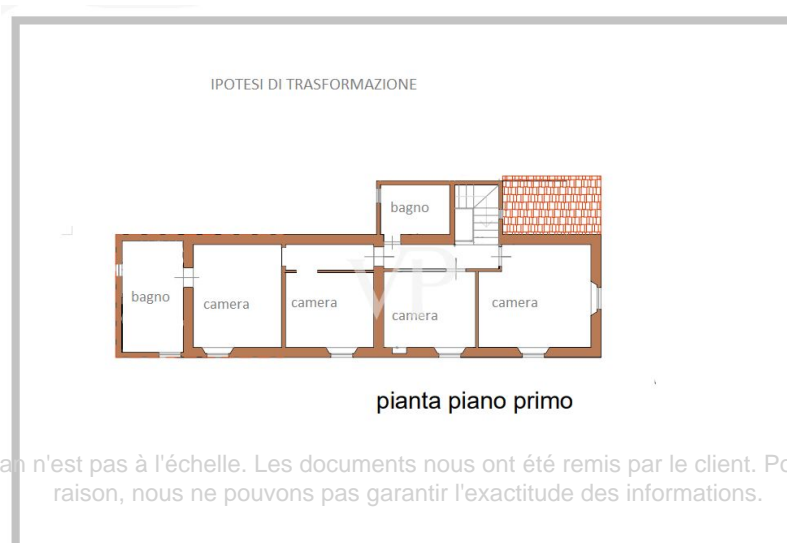 IPOTESI DI TRASFORMAZIONE
bagno
bagno
camera
camera
camera
camera
VP
pianta piano primo
n'est pas à l'échelle. Les documents nous ont été remis par le client.
raison, nous ne pouvons pas garantir l'exactitude des informations.